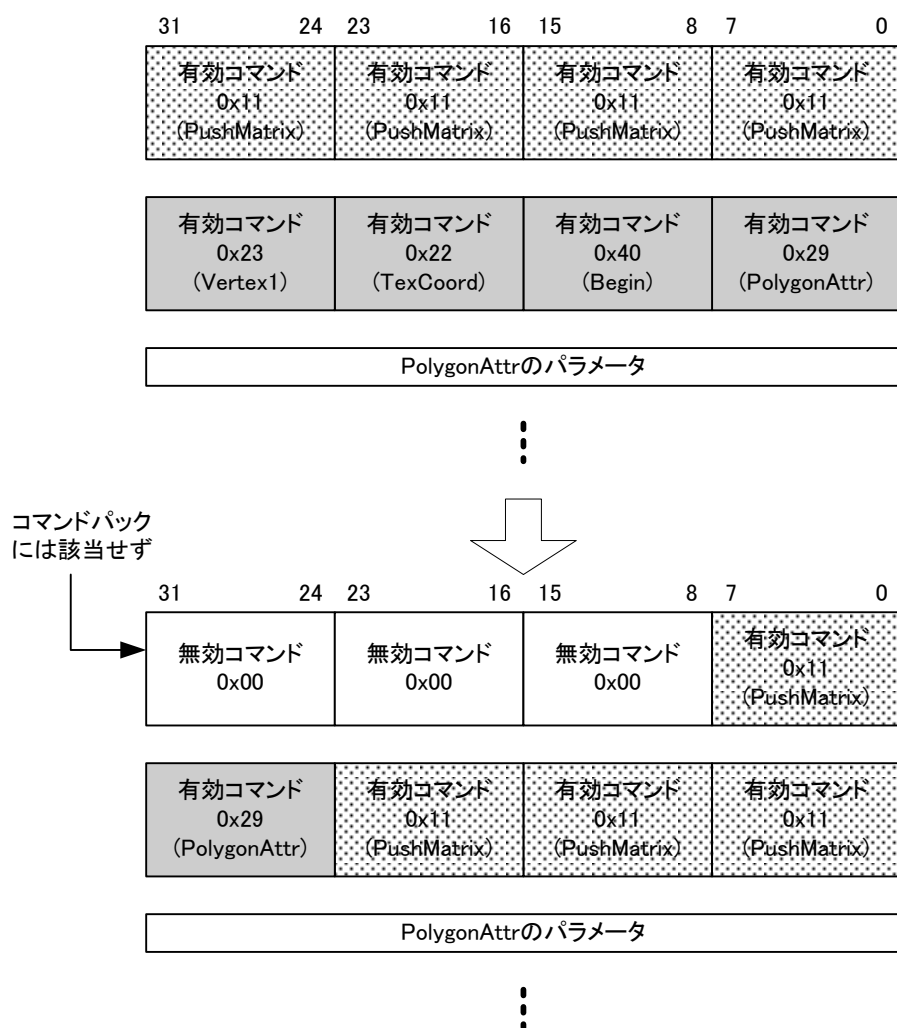 31 24 23 16 15 8 7 0
有効コマンド 有効コマンド 有効コマンド 有効コマンド
0x11 0x11 0x11 0x11
(PushMatrix) (PushMatrix) (PushMatrix) (PushMatrix)
有効コマンド 有効コマンド 有効コマンド 有効コマンド
0x23 0x22 0x40 0x29
(Vertex1) (TexCoord) (Begin) (PolygonAttr)
PolygonAttrのパラメータ
コマンドパック
には該当せず
31 24 23 16 15 8 7 0
無効コマンド 無効コマンド 無効コマンド 有効コマンド
0x00 0x00 0x00 0x11
(PushMatrix)
有効コマンド 有効コマンド 有効コマンド 有効コマンド
0x29 0x11 0x11 0x11
(PolygonAttr) (PushMatrix) (PushMatrix) (PushMatrix)
PolygonAttrのパラメータ